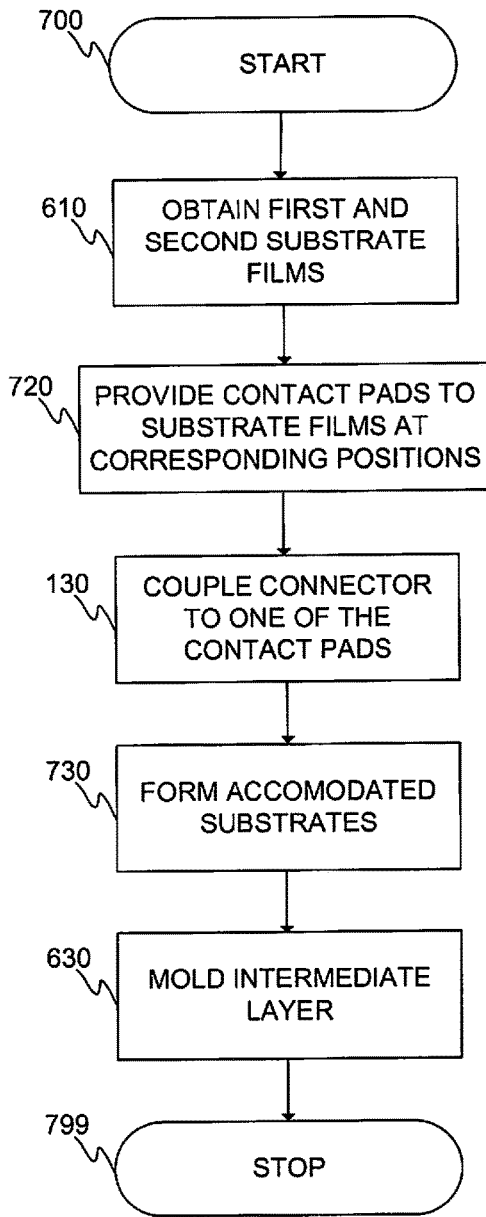 700
START
610
OBTAIN FIRST AND
SECOND SUBSTRATE
FILMS
720
PROVIDE CONTACT PADS TO
SUBSTRATE FILMS AT
CORRESPONDING POSITIONS
130
COUPLE CONNECTOR
TO ONE OF THE
CONTACT PADS
730
FORM ACCOMODATED
SUBSTRATES
630
MOLD INTERMEDIATE
LAYER
799
STOP